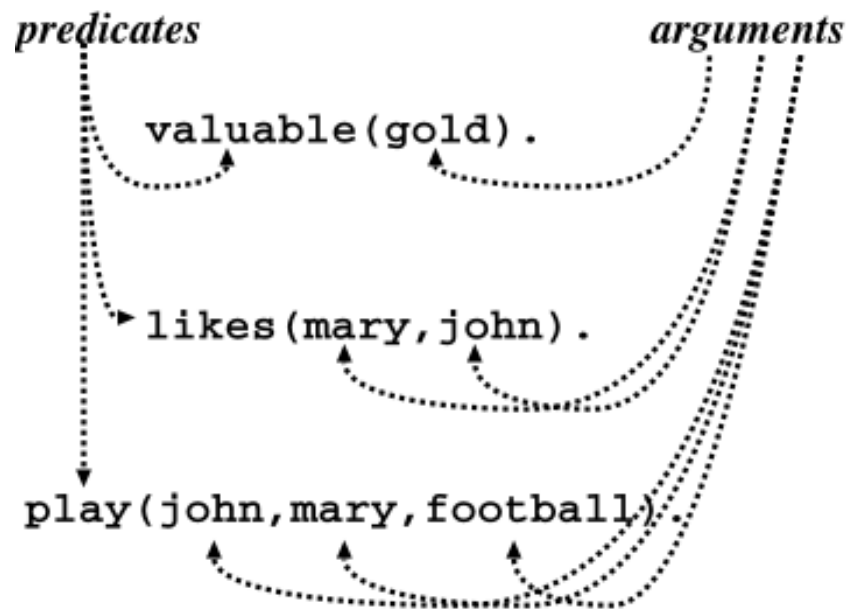 predicates arguments
valuable(gold).
likes(mary,john).
play(john,mary,football).